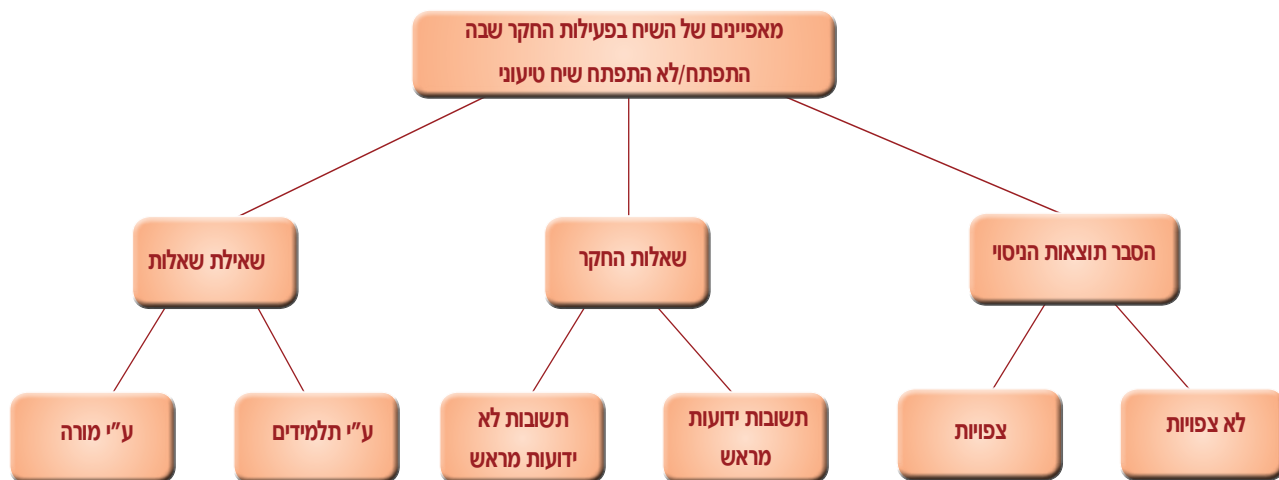 מאפיינים של השיח בפעילות החקר שבה
התפתח/לא התפתח שיח טיעוני
הסבר תוצאות הניסוי
שאלות החקר
שאילת שאלות
לא צפויות
צפויות
תשובות ידועות
מראש
תשובות לא
ידועות מראש
ע"י תלמידים
ע"י מורה